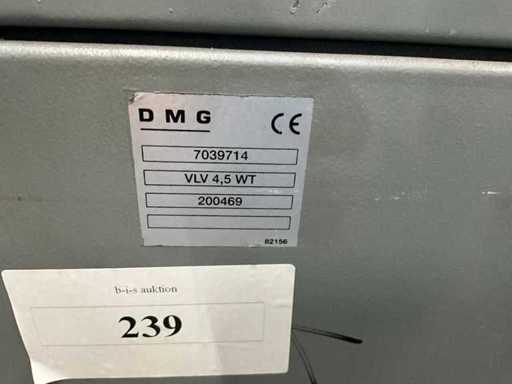 DMG CE
7039714
VLV 4,5 WT
200469
82156
b-i-s auktion
239